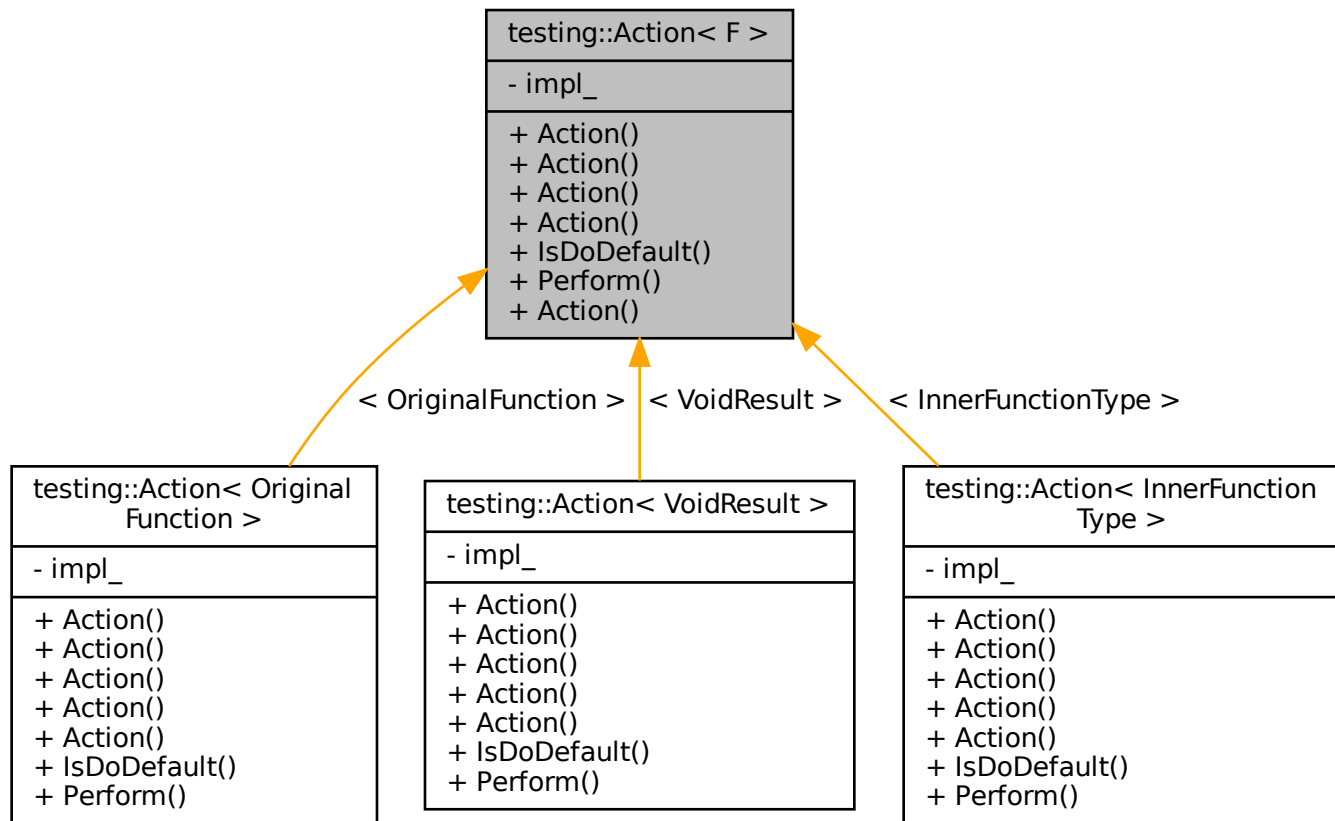 testing::Action< F >
- impl_
+ Action()
+ Action()
+ Action()
+ Action()
+ IsDoDefault()
+ Perform()
+ Action()
< OriginalFunction >
< VoidResult >
< InnerFunctionType >
testing::Action< Original
Function >
- impl_
+ Action()
+ Action()
+ Action()
+ Action()
+ Action()
+ IsDoDefault()
+ Perform()
testing::Action< VoidResult >
- impl_
+ Action()
+ Action()
+ Action()
+ Action()
+ Action()
+ IsDoDefault()
+ Perform()
testing::Action< InnerFunction
Type >
- impl_
+ Action()
+ Action()
+ Action()
+ Action()
+ Action()
+ IsDoDefault()
+ Perform()